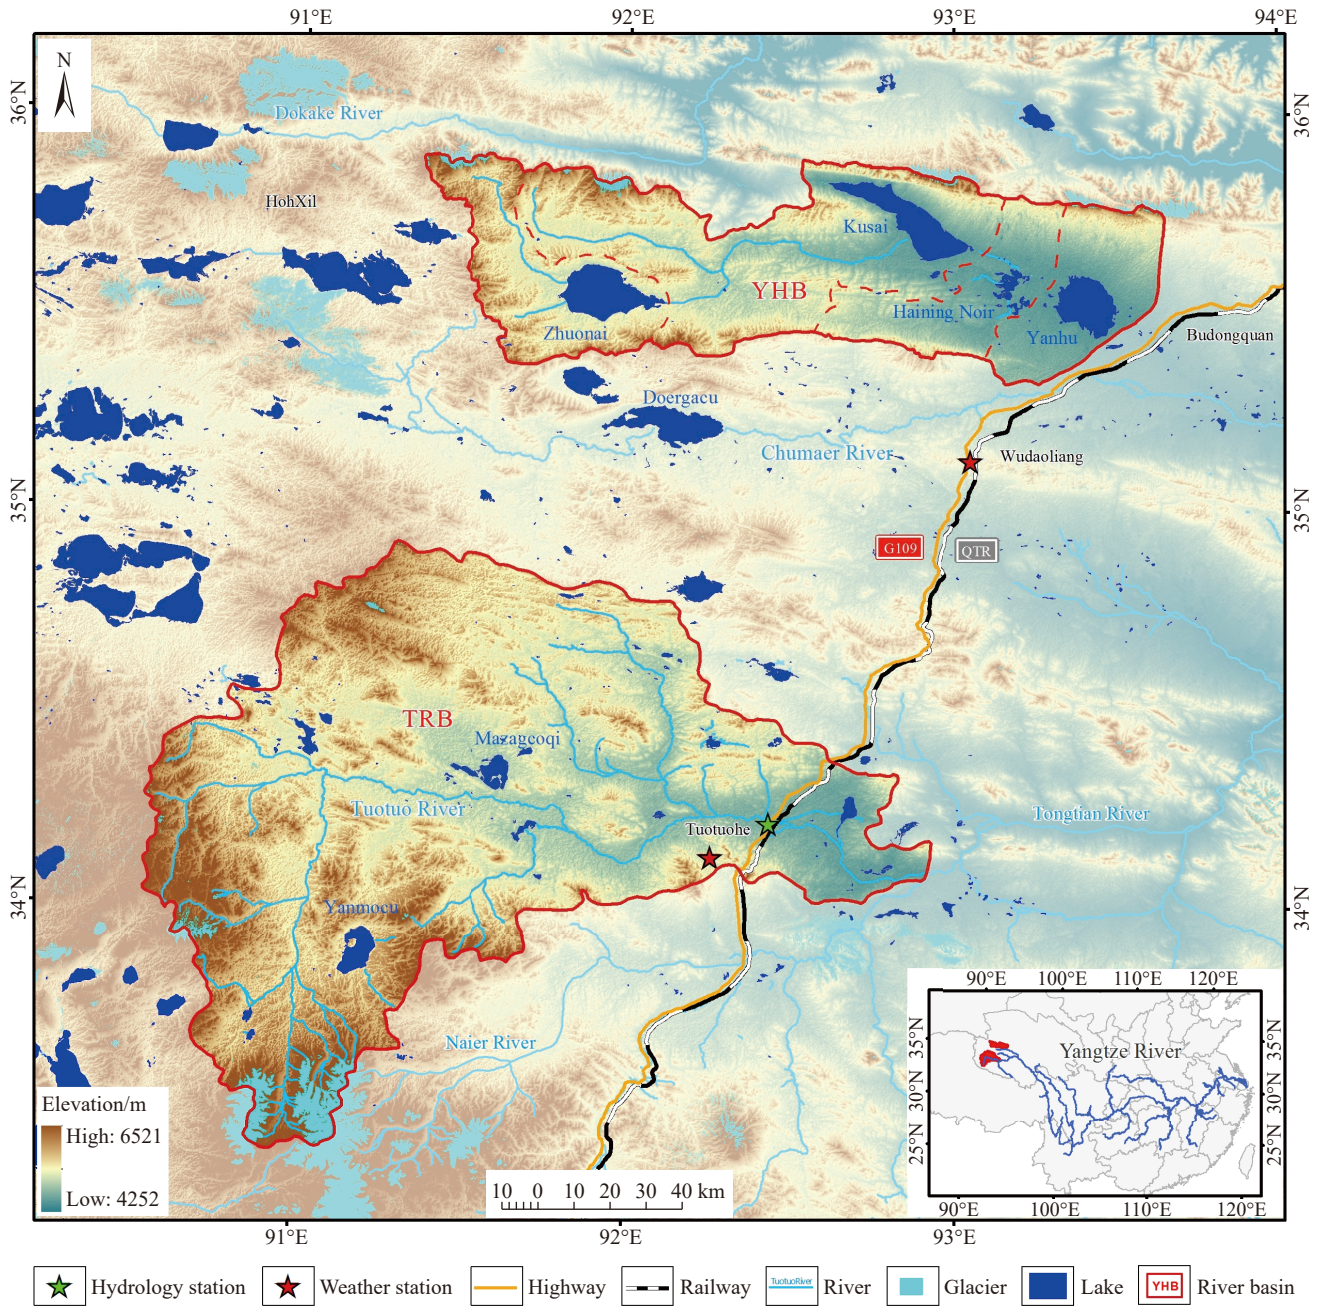 91°E 92°E 93°E 94°E
N
36°N
36°N
Dokake River
HohXil
Kusai
YHB
Zhuonai
Haining Noir
Yanhu
Budongquan
Doergacu
Chumaer River
Wudaoliang
35°N
35°N
G109
QTR
TRB
Mazagcoqi
Tuotuo River
Tuotuohe
Tongtian River
34°N
34°N
Yanmocu
Naier River
90°E 100°E 110°E 120°E
35°N
35°N
Yangtze River
30°N
30°N
25°N
25°N
90°E 100°E 110°E 120°E
Elevation/m
High: 6521
Low: 4252
10 0 10 20 30 40 km
91°E 92°E 93°E
Hydrology station
Weather station
Highway
Railway
TuotuoRiver
River
Glacier
Lake
YHB
River basin